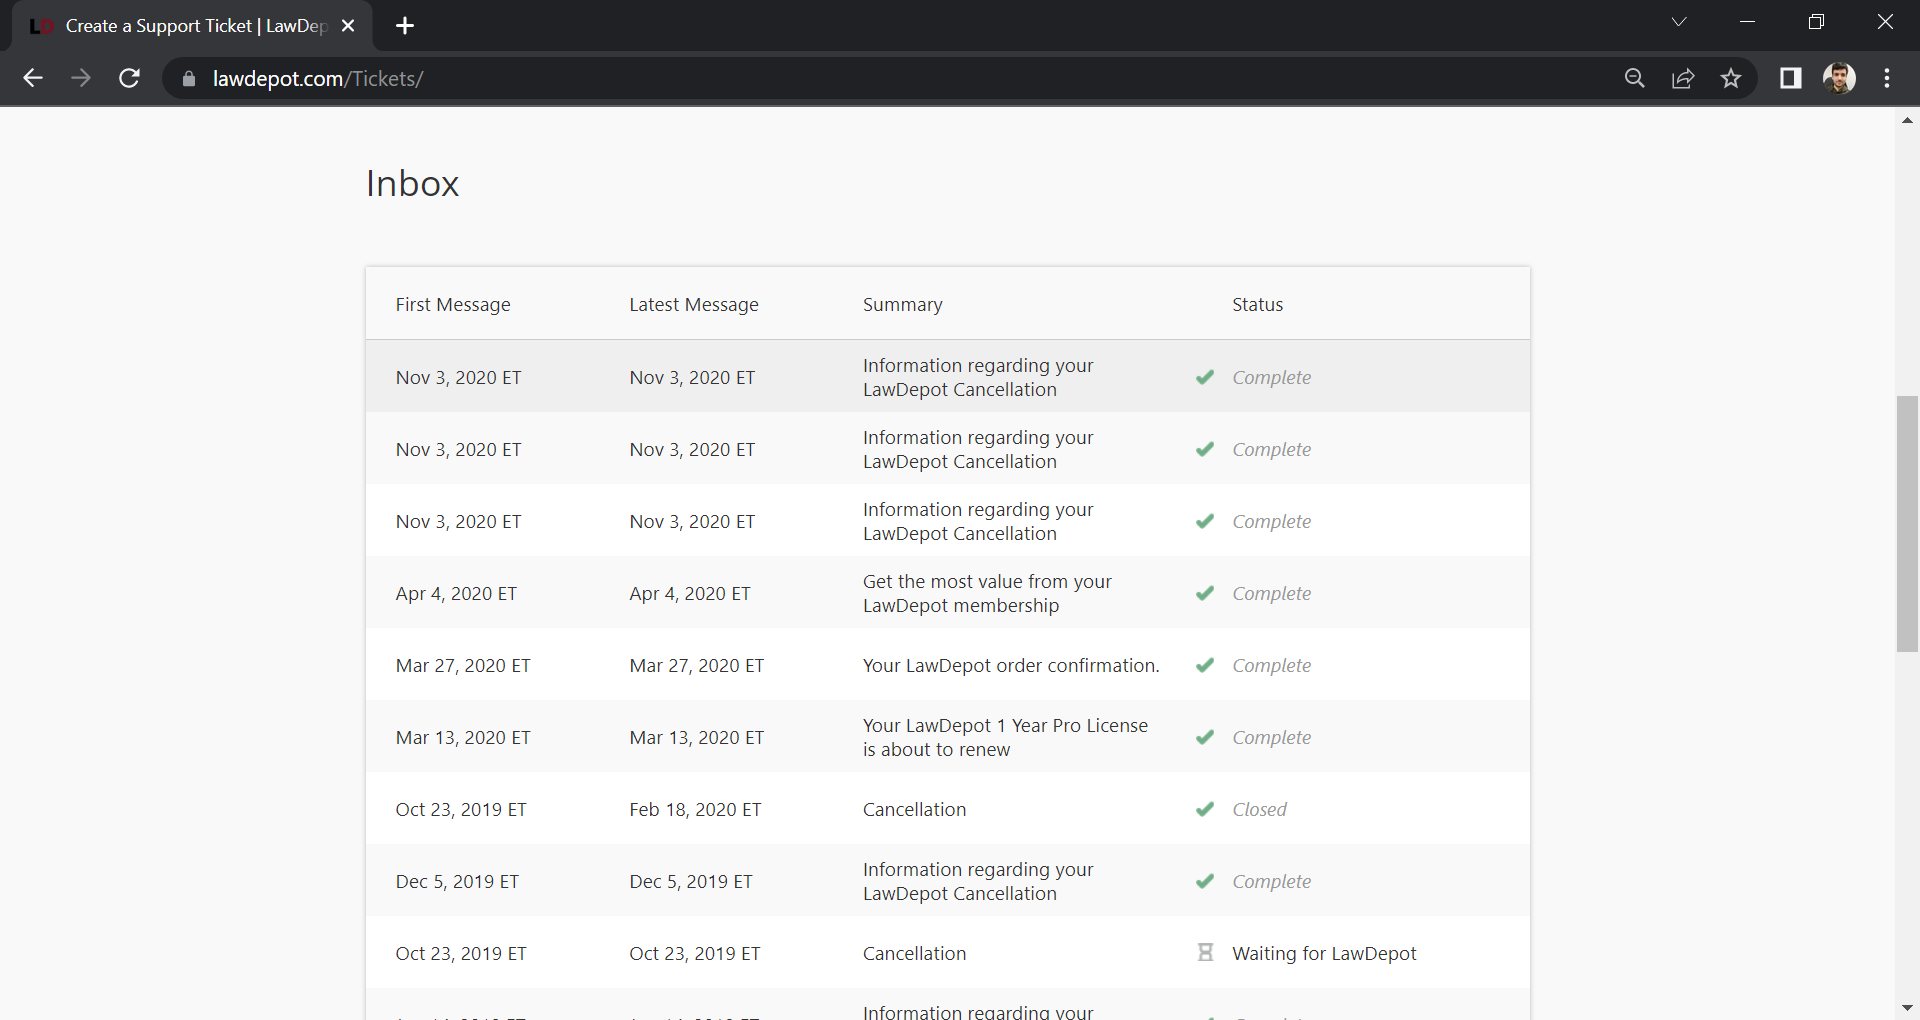 LD Create a Support Ticket | LawDep
lawdepot.com/Tickets/
Inbox
First Message Latest Message Summary Status
Nov 3, 2020 ET Nov 3, 2020 ET Information regarding your
LawDepot Cancellation Complete
Nov 3, 2020 ET Nov 3, 2020 ET Information regarding your
LawDepot Cancellation Complete
Nov 3, 2020 ET Nov 3, 2020 ET Information regarding your
LawDepot Cancellation Complete
Apr 4, 2020 ET Apr 4, 2020 ET Get the most value from your
LawDepot membership Complete
Mar 27, 2020 ET Mar 27, 2020 ET Your LawDepot order confirmation. Complete
Mar 13, 2020 ET Mar 13, 2020 ET Your LawDepot 1 Year Pro License
is about to renew Complete
Oct 23, 2019 ET Feb 18, 2020 ET Cancellation Closed
Dec 5, 2019 ET Dec 5, 2019 ET Information regarding your
LawDepot Cancellation Complete
Oct 23, 2019 ET Oct 23, 2019 ET Cancellation Waiting for LawDepot
Information regarding your